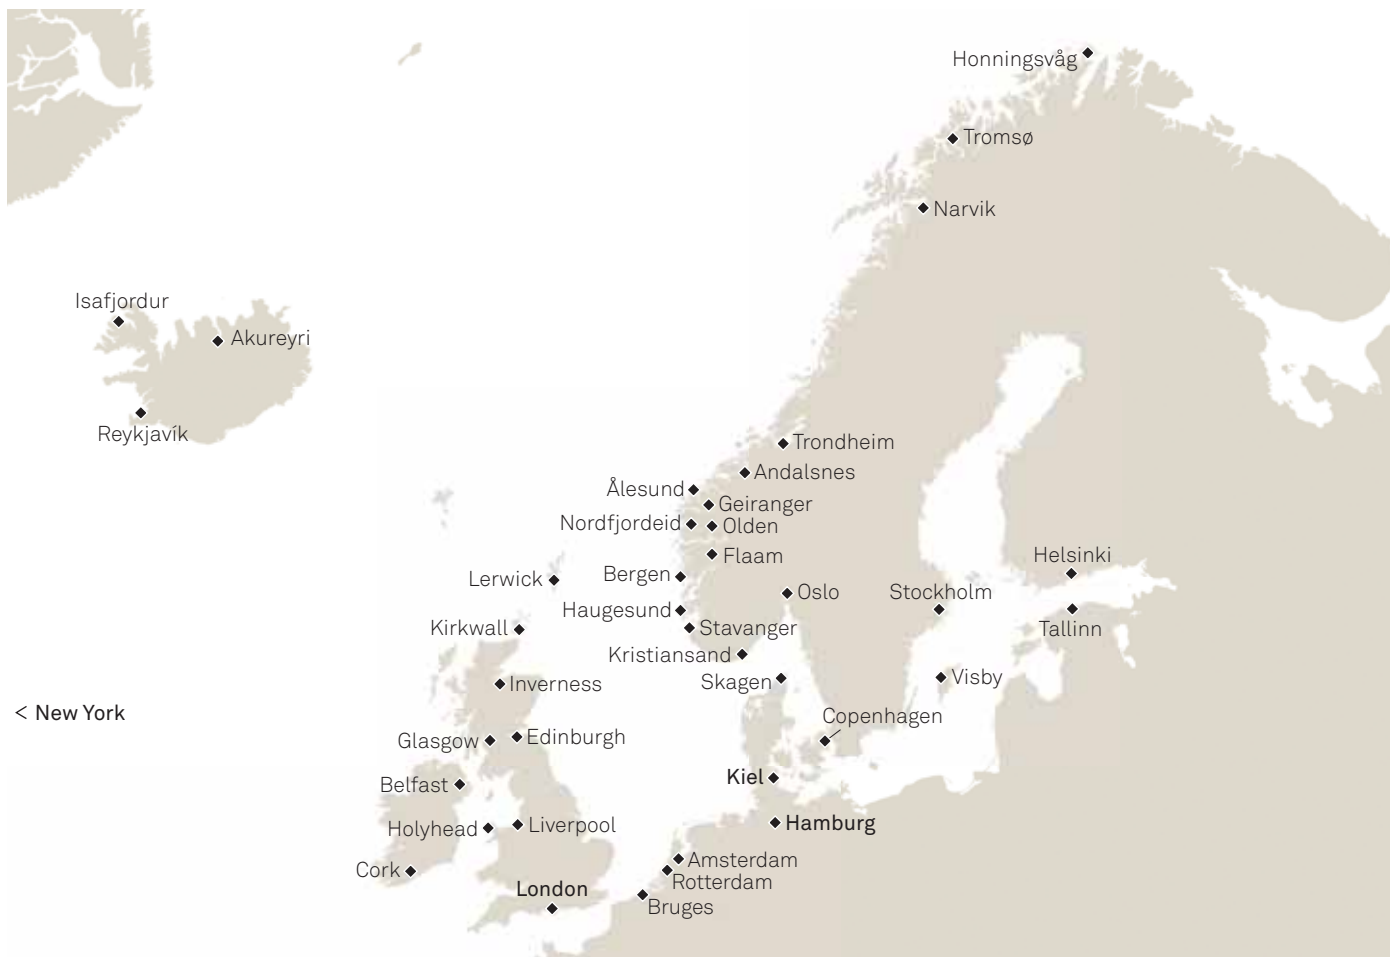 Honningsvåg
Tromsø
Narvik
Isafjordur
Akureyri
Reykjavík
Trondheim
Andalsnes
Ålesund
Geiranger
Nordfjordeid
Olden
Flaam
Helsinki
Lerwick
Bergen
Oslo
Stockholm
Haugesund
Kirkwall
Stavanger
Tallinn
Kristiansand
Skagen
Visby
Inverness
< New York
Copenhagen
Glasgow
Edinburgh
Kiel
Belfast
Holyhead
Liverpool
Hamburg
Amsterdam
Cork
Rotterdam
London
Bruges